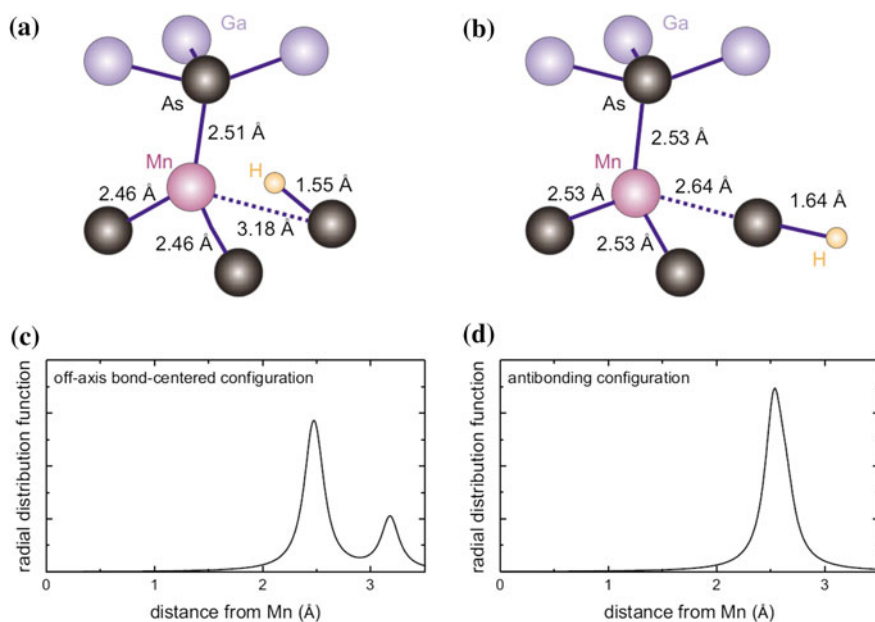 (a)
Ga
As
2.51 Å
Mn
H
2.46 Å
1.55 Å
3.18 Å
2.46 Å
(b)
Ga
As
2.53 Å
Mn
2.53 Å
2.64 Å
1.64 Å
2.53 Å
H
(c)
radial distribution function
off-axis bond-centered configuration
0 1 2 3
distance from Mn (Å)
(d)
radial distribution function
antibonding configuration
0 1 2 3
distance from Mn (Å)